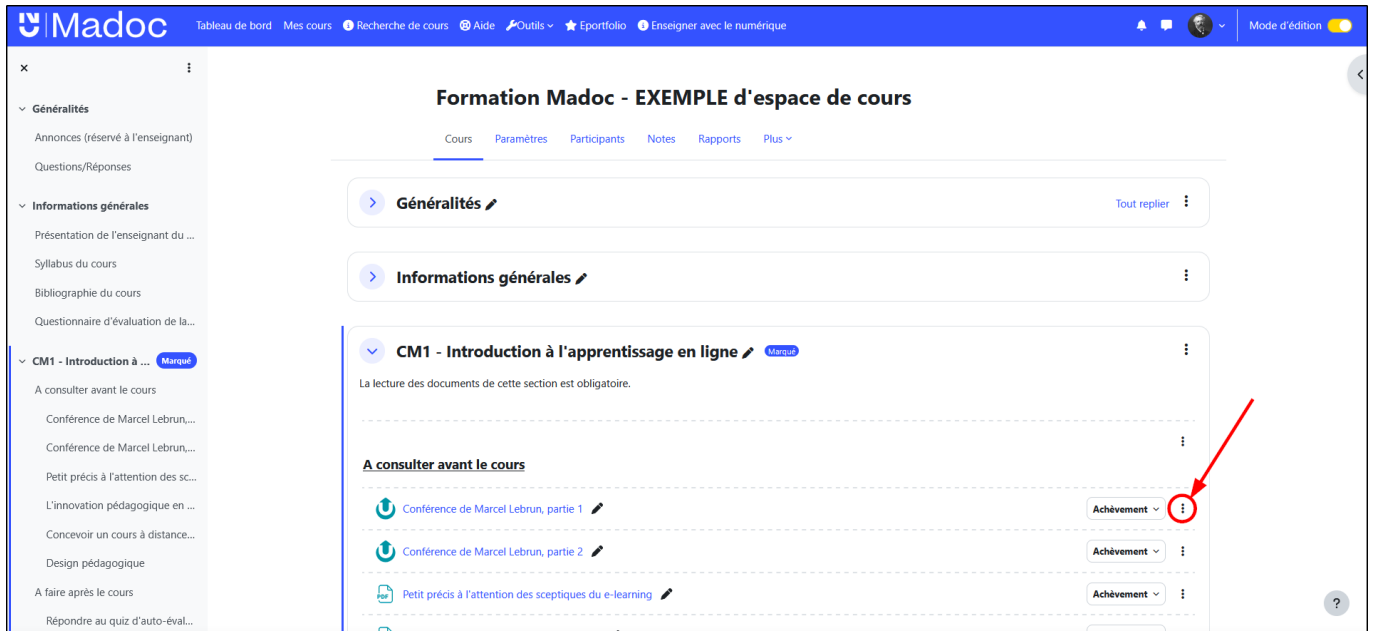 Madoc
Tableau de bord Mes cours Recherche de cours Aide Outils Eportfolio Enseigner avec le numérique
Mode d'édition
Généralités
Annonces (réservé à l'enseignant)
Questions/Réponses
Informations générales
Présentation de l'enseignant du ...
Syllabus du cours
Bibliographie du cours
Questionnaire d'évaluation de la...
CM1 - Introduction à ... Marqué
A consulter avant le cours
Conférence de Marcel Lebrun,...
Conférence de Marcel Lebrun,...
Petit précis à l'attention des sc...
L'innovation pédagogique en ...
Concevoir un cours à distance...
Design pédagogique
A faire après le cours
Répondre au quiz d'auto-éval...
Formation Madoc - EXEMPLE d'espace de cours
Cours Paramètres Participants Notes Rapports Plus
Généralités
Tout replier
Informations générales
CM1 - Introduction à l'apprentissage en ligne Marqué
La lecture des documents de cette section est obligatoire.
A consulter avant le cours
Conférence de Marcel Lebrun, partie 1 Achèvement
Conférence de Marcel Lebrun, partie 2 Achèvement
PDF Petit précis à l'attention des sceptiques du e-learning Achèvement
?